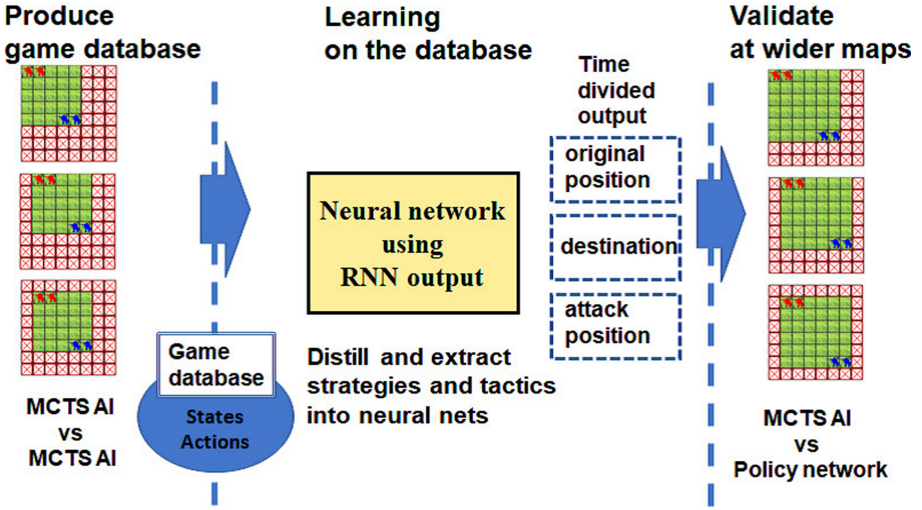 Produce
game database
MCTS AI
vs
MCTS AI
Game
database
States
Actions
Learning
on the database
Neural network
using
RNN output
Distill and extract
strategies and tactics
into neural nets
Time
divided
output
original
position
destination
attack
position
Validate
at wider maps
MCTS AI
vs
Policy network